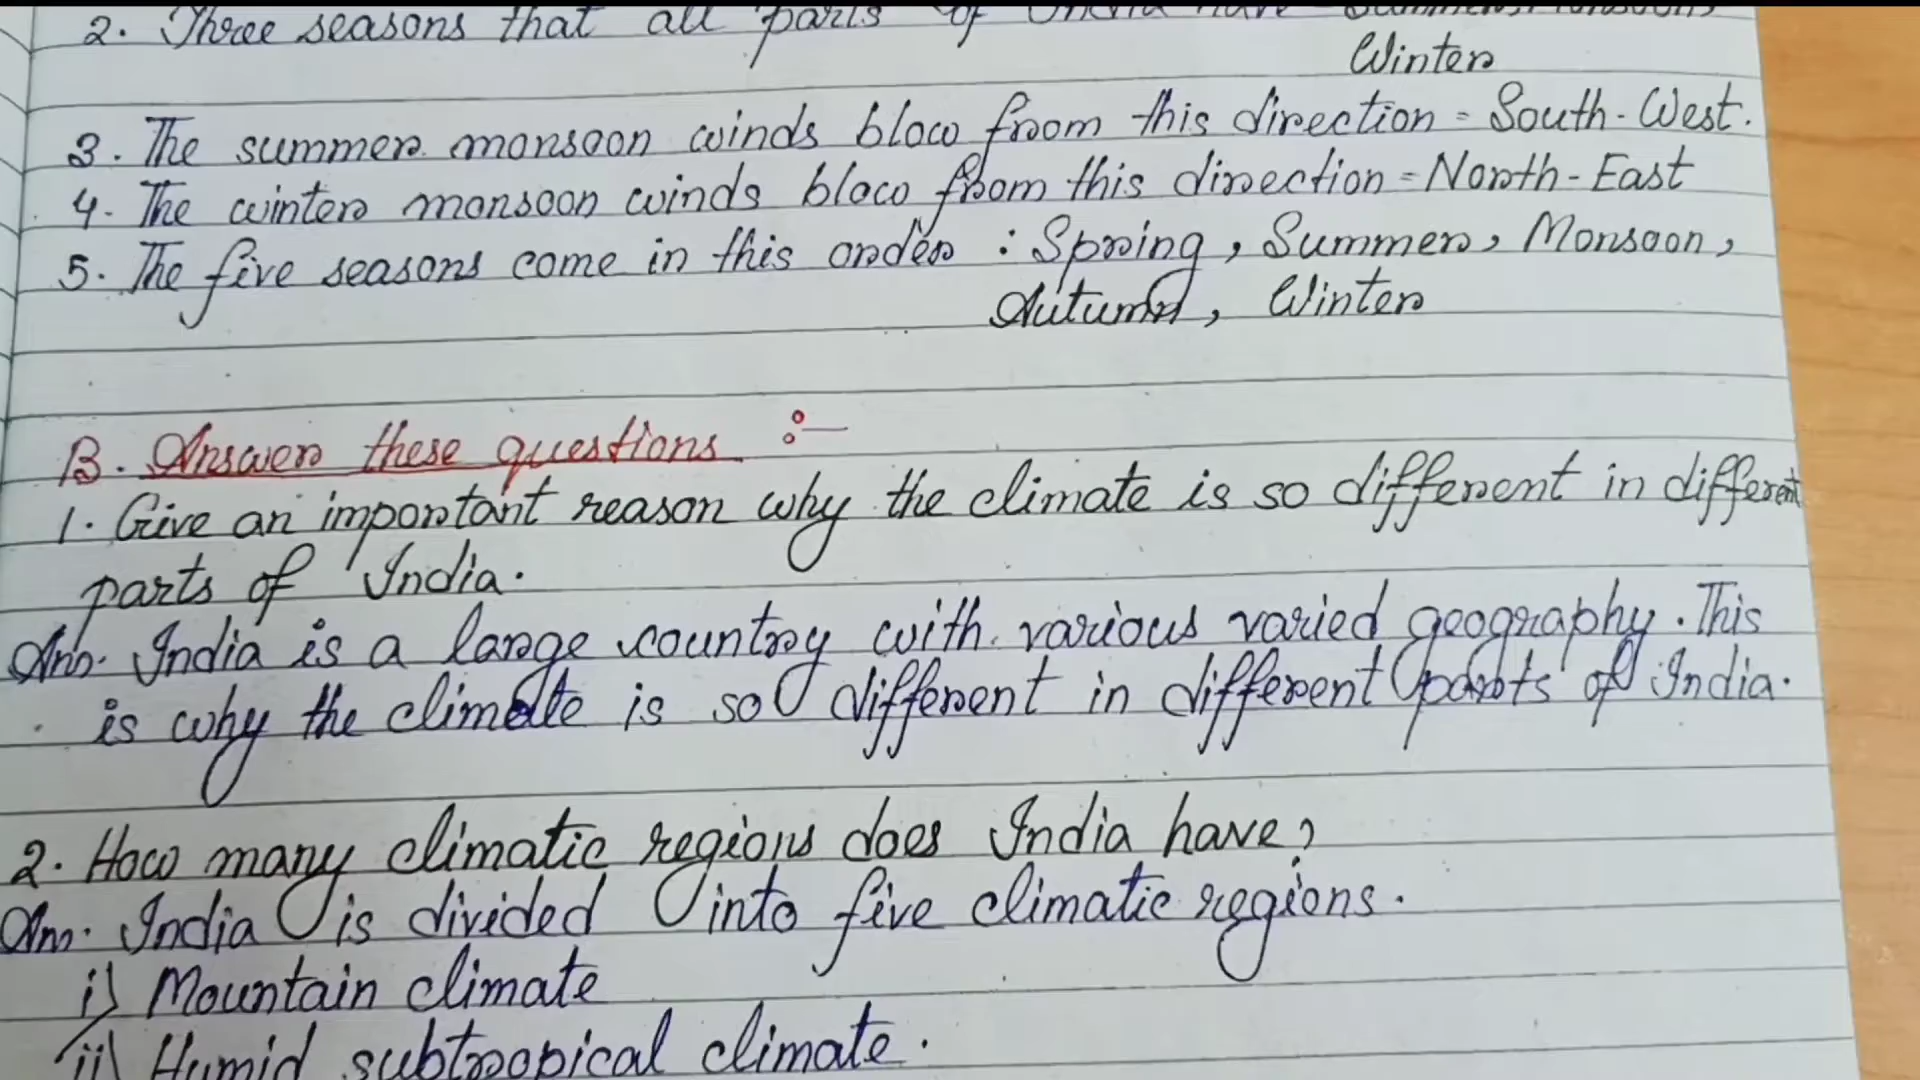 2. Three seasons that all parts of India have - Summer, Monsoon,
Winter
3. The summer monsoon winds blow from this direction = South-West.
4. The winter monsoon winds blow from this direction = North-East
5. The five seasons come in this order : Spring, Summer, Monsoon,
Autumn, Winter
B. Answer these questions :-
1. Give an important reason why the climate is so different in different
parts of India.
Ans. India is a large country with various varied geography. This
is why the climate is so different in different parts of India.
2. How many climatic regions does India have?
Ans. India is divided into five climatic regions.
i) Mountain climate
ii) Humid subtropical climate.